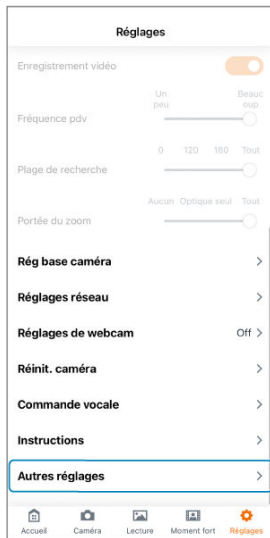 Réglages
Enregistrement vidéo
Un peu
Beauc oup
Fréquence pdv
0 120 180 Tout
Plage de recherche
Aucun Optique seul Tout
Portée du zoom
Rég base caméra
Réglages réseau
Réglages de webcam Off
Réinit. caméra
Commande vocale
Instructions
Autres réglages
Accueil Caméra Lecture Moment fort Réglages